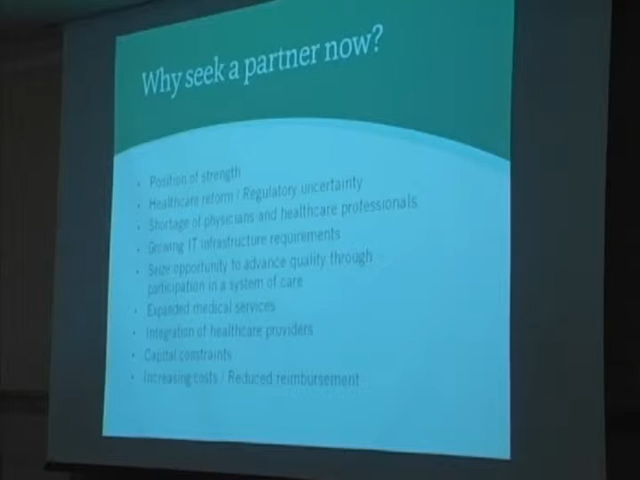 Why seek a partner now?
• Position of strength
• Healthcare reform / Regulatory uncertainty
• Shortage of physicians and healthcare professionals
• Growing IT infrastructure requirements
• Seize opportunity to advance quality through
participation in a system of care
• Expanded medical services
• Integration of healthcare providers
• Capital constraints
• Increasing costs / Reduced reimbursement